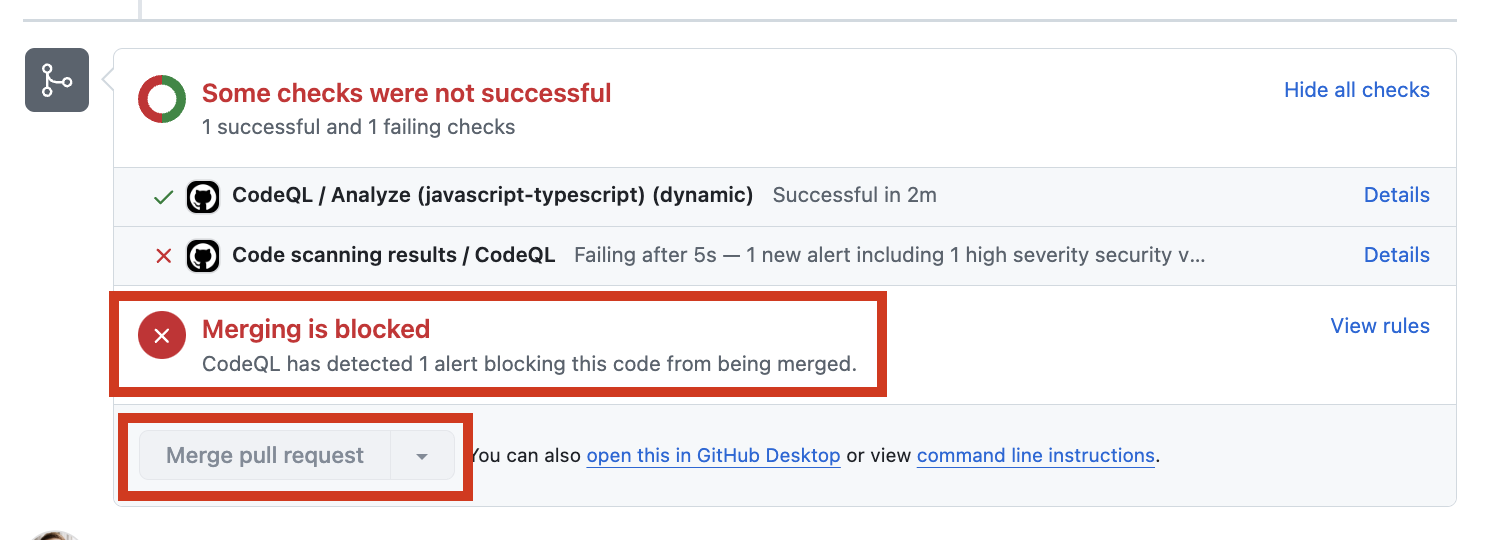 Some checks were not successful
Hide all checks
1 successful and 1 failing checks
CodeQL / Analyze (javascript-typescript) (dynamic) Successful in 2m Details
Code scanning results / CodeQL Failing after 5s — 1 new alert including 1 high severity security v... Details
Merging is blocked
View rules
CodeQL has detected 1 alert blocking this code from being merged.
Merge pull request
You can also open this in GitHub Desktop or view command line instructions.